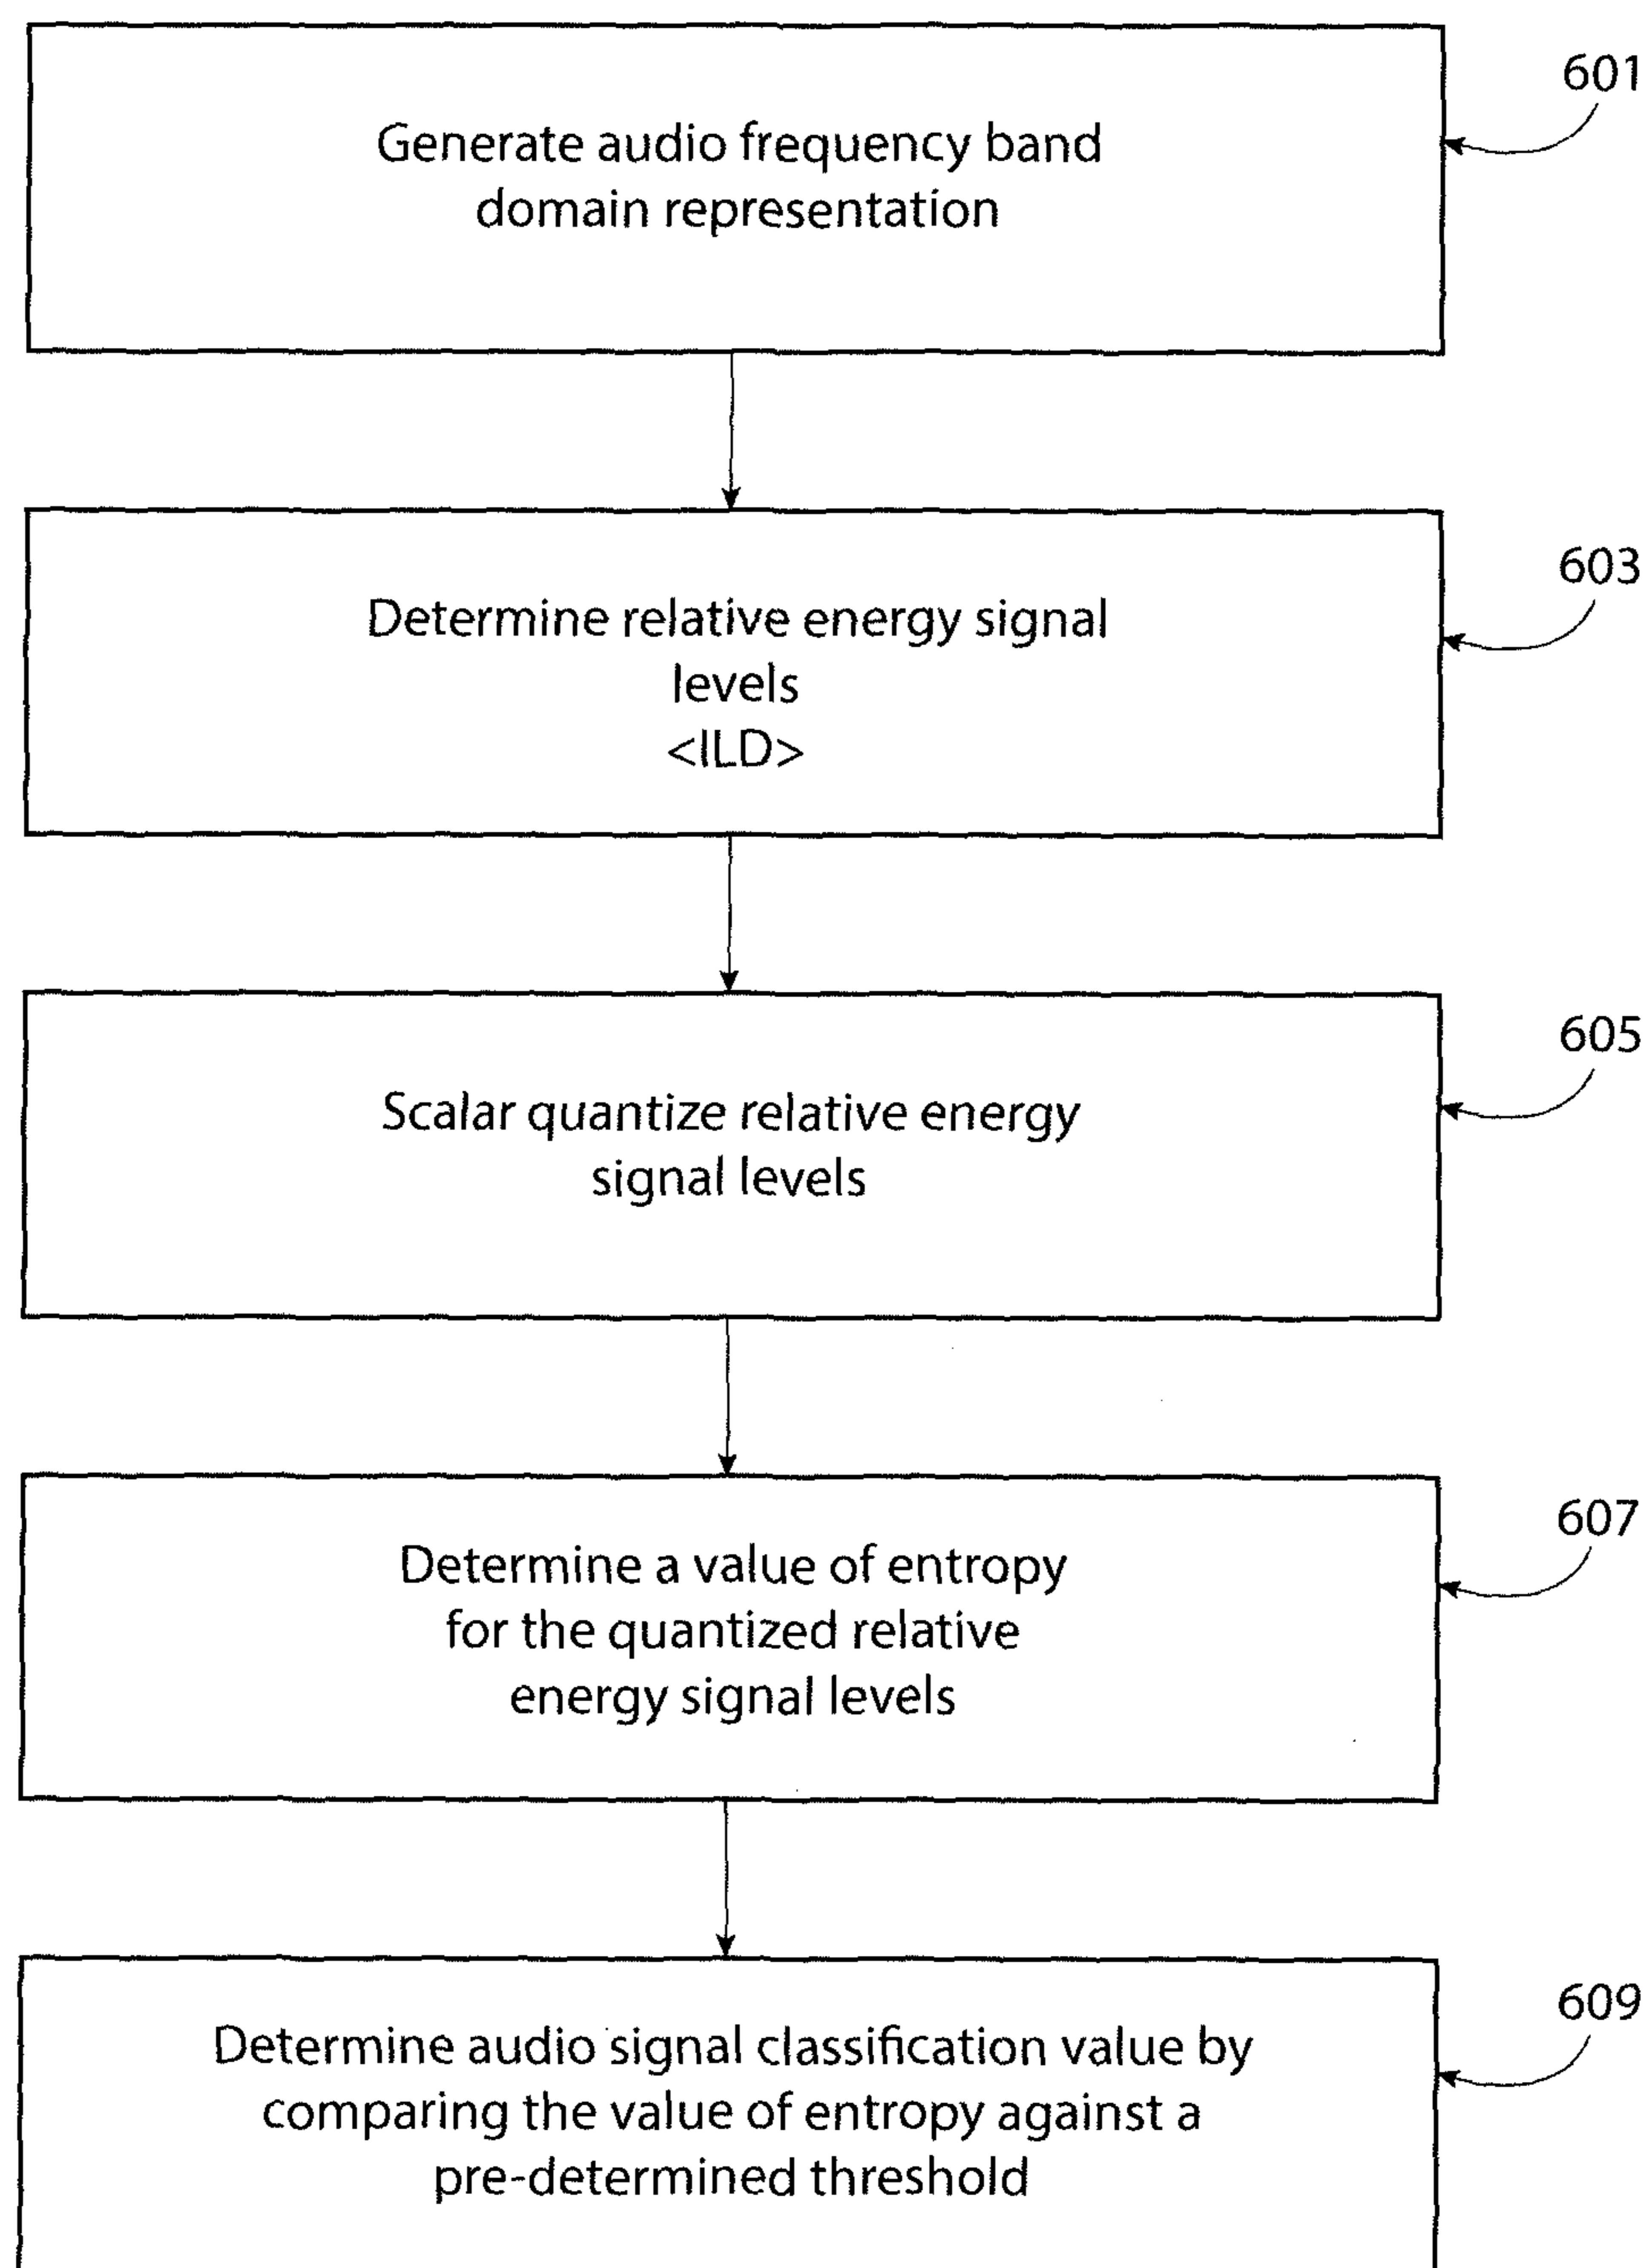 Generate audio frequency band
domain representation
601
Determine relative energy signal
levels
<ILD>
603
Scalar quantize relative energy
signal levels
605
Determine a value of entropy
for the quantized relative
energy signal levels
607
Determine audio signal classification value by
comparing the value of entropy against a
pre-determined threshold
609